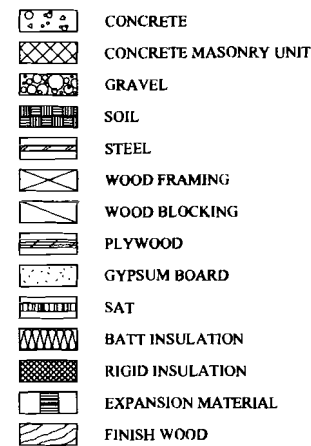 CONCRETE
CONCRETE MASONRY UNIT
GRAVEL
SOIL
STEEL
WOOD FRAMING
WOOD BLOCKING
PLYWOOD
GYPSUM BOARD
SAT
BATT INSULATION
RIGID INSULATION
EXPANSION MATERIAL
FINISH WOOD